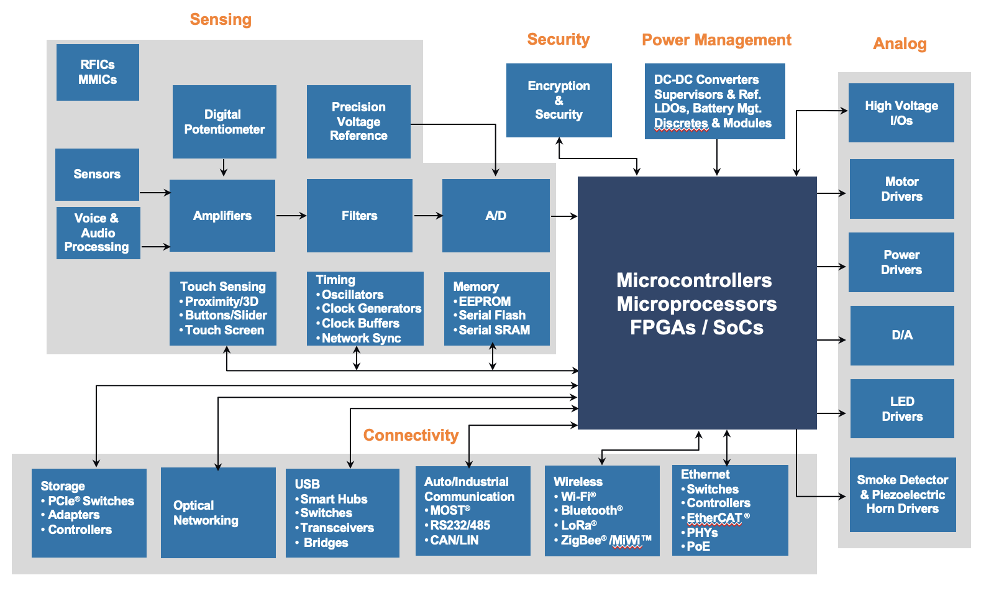 Sensing
Security
Power Management
Analog
RFICs
MMICs
Digital
Potentiometer
Precision
Voltage
Reference
Encryption
&
Security
DC-DC Converters
Supervisors & Ref.
LDOs, Battery Mgt.
Discretes & Modules
High Voltage
I/Os
Sensors
Voice &
Audio
Processing
Amplifiers
Filters
A/D
Motor
Drivers
Power
Drivers
Touch Sensing
•Proximity/3D
•Buttons/Slider
•Touch Screen
Timing
•Oscillators
•Clock Generators
•Clock Buffers
•Network Sync
Memory
•EEPROM
•Serial Flash
•Serial SRAM
Microcontrollers
Microprocessors
FPGAs / SoCs
D/A
LED
Drivers
Smoke Detector
& Piezoelectric
Horn Drivers
Connectivity
Storage
• PCIe® Switches
• Adapters
• Controllers
Optical
Networking
USB
•Smart Hubs
•Switches
•Transceivers
• Bridges
Auto/Industrial
Communication
•MOST®
•RS232/485
•CAN/LIN
Wireless
• Wi-Fi®
• Bluetooth®
• LoRa®
• ZigBee® /MiWi™
Ethernet
•Switches
•Controllers
•EtherCAT ®
•PHYs
•PoE